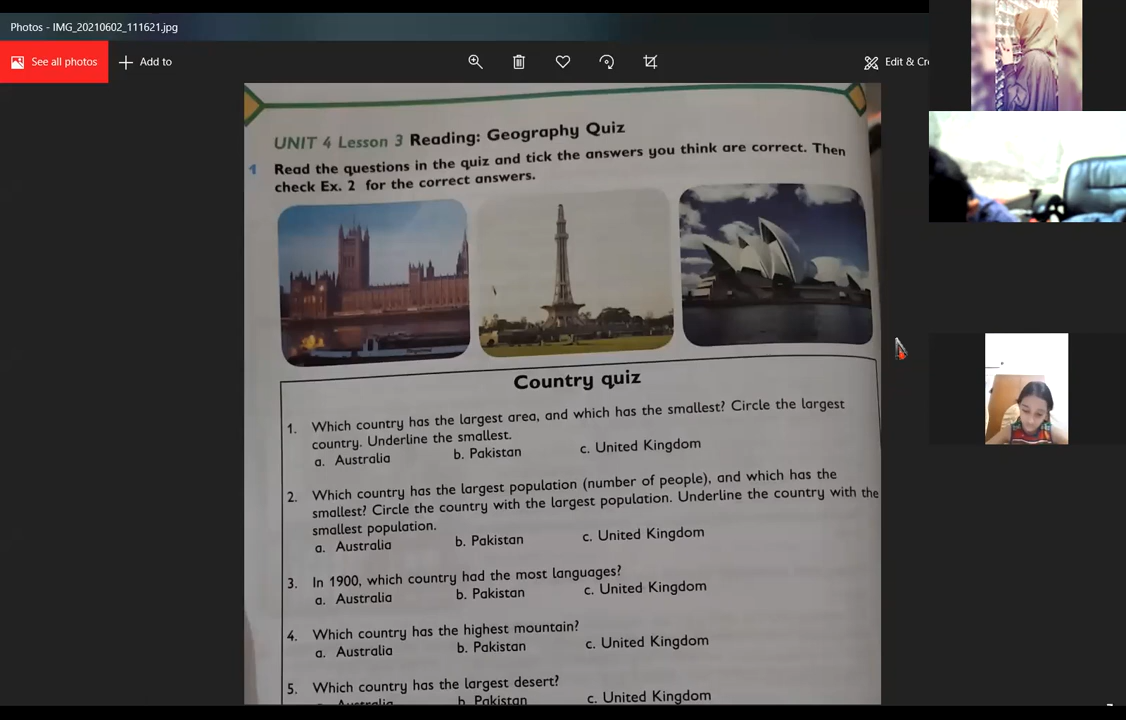 Photos - IMG_20210602_111621.jpg
See all photos
Add to
Edit & Cr
UNIT 4 Lesson 3 Reading: Geography Quiz
1 Read the questions in the quiz and tick the answers you think are correct. Then
check Ex. 2 for the correct answers.
Country quiz
1. Which country has the largest area, and which has the smallest? Circle the largest
country. Underline the smallest.
a. Australia b. Pakistan c. United Kingdom
2. Which country has the largest population (number of people), and which has the
smallest? Circle the country with the largest population. Underline the country with the
smallest population.
a. Australia b. Pakistan c. United Kingdom
3. In 1900, which country had the most languages?
a. Australia b. Pakistan c. United Kingdom
4. Which country has the highest mountain?
a. Australia b. Pakistan c. United Kingdom
5. Which country has the largest desert?
a. Australia b. Pakistan c. United Kingdom